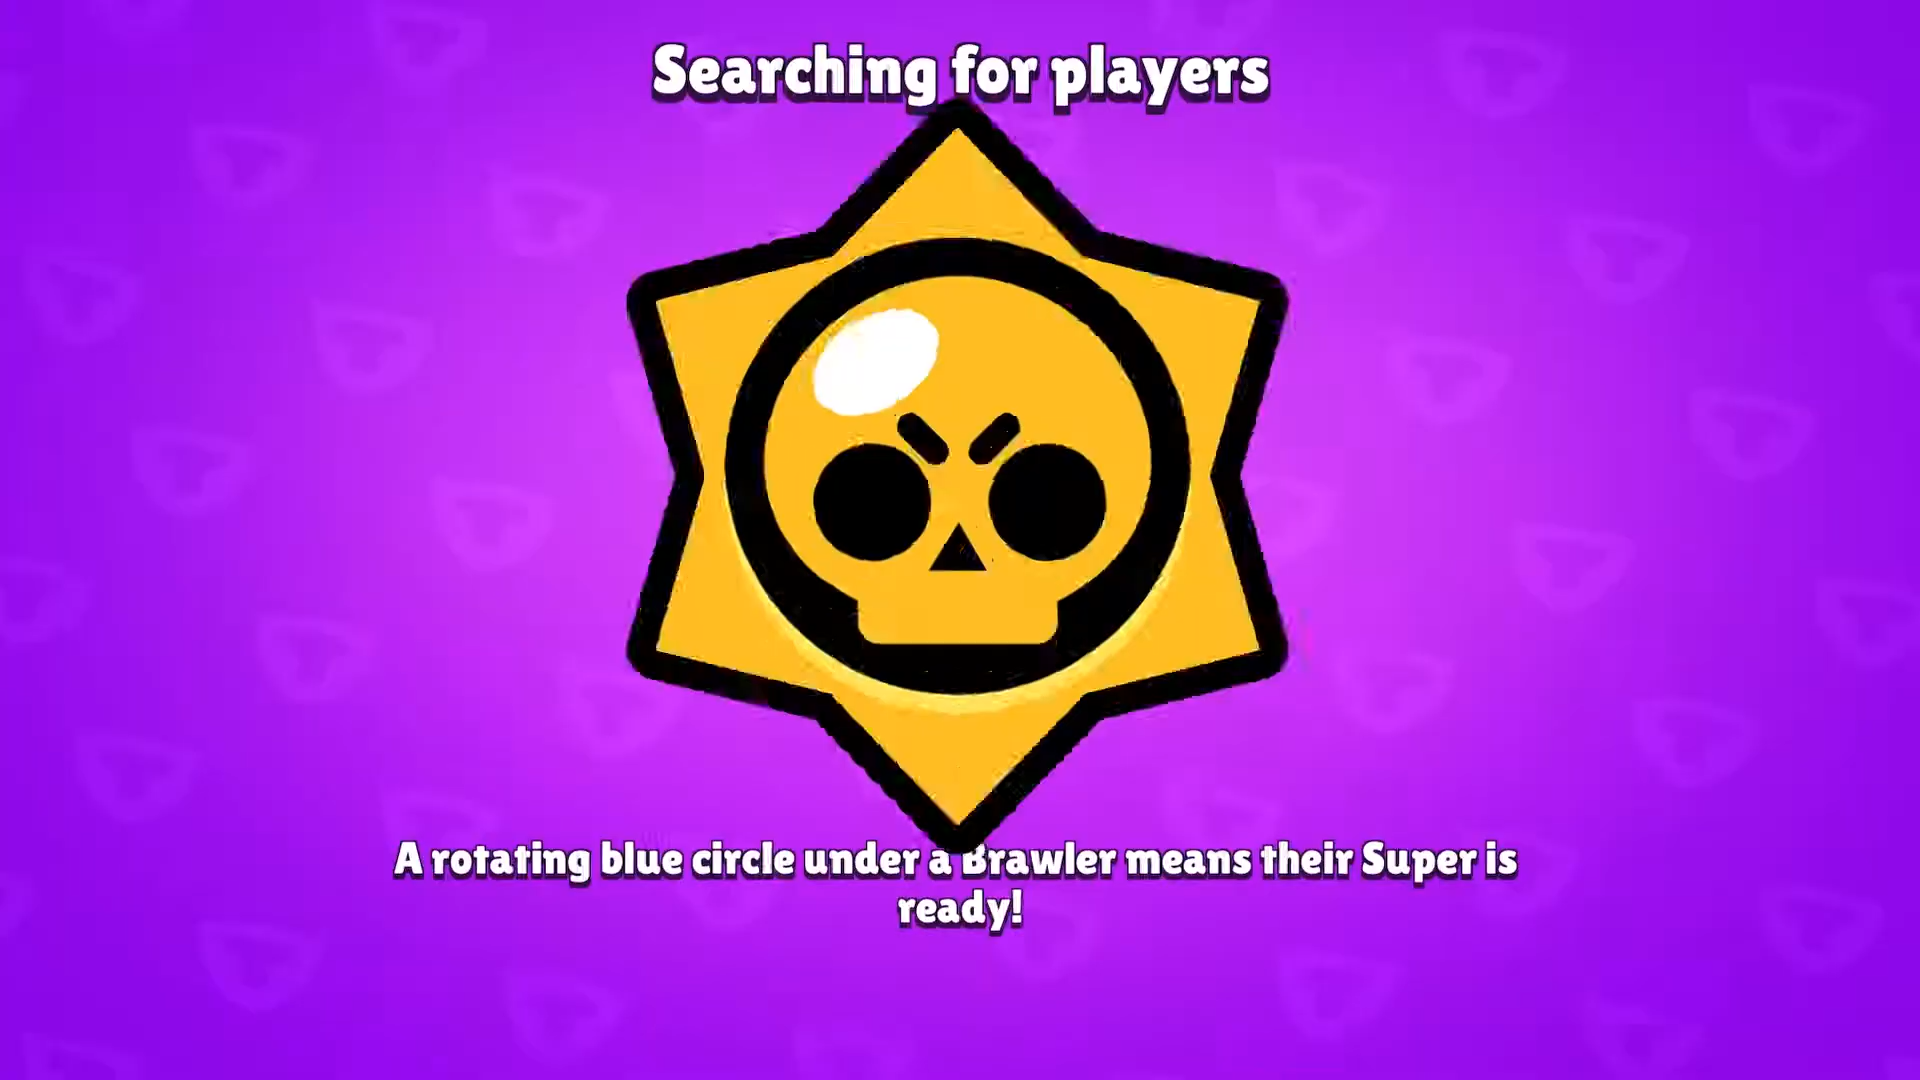 Searching for players
A rotating blue circle under a Brawler means their Super is
ready!